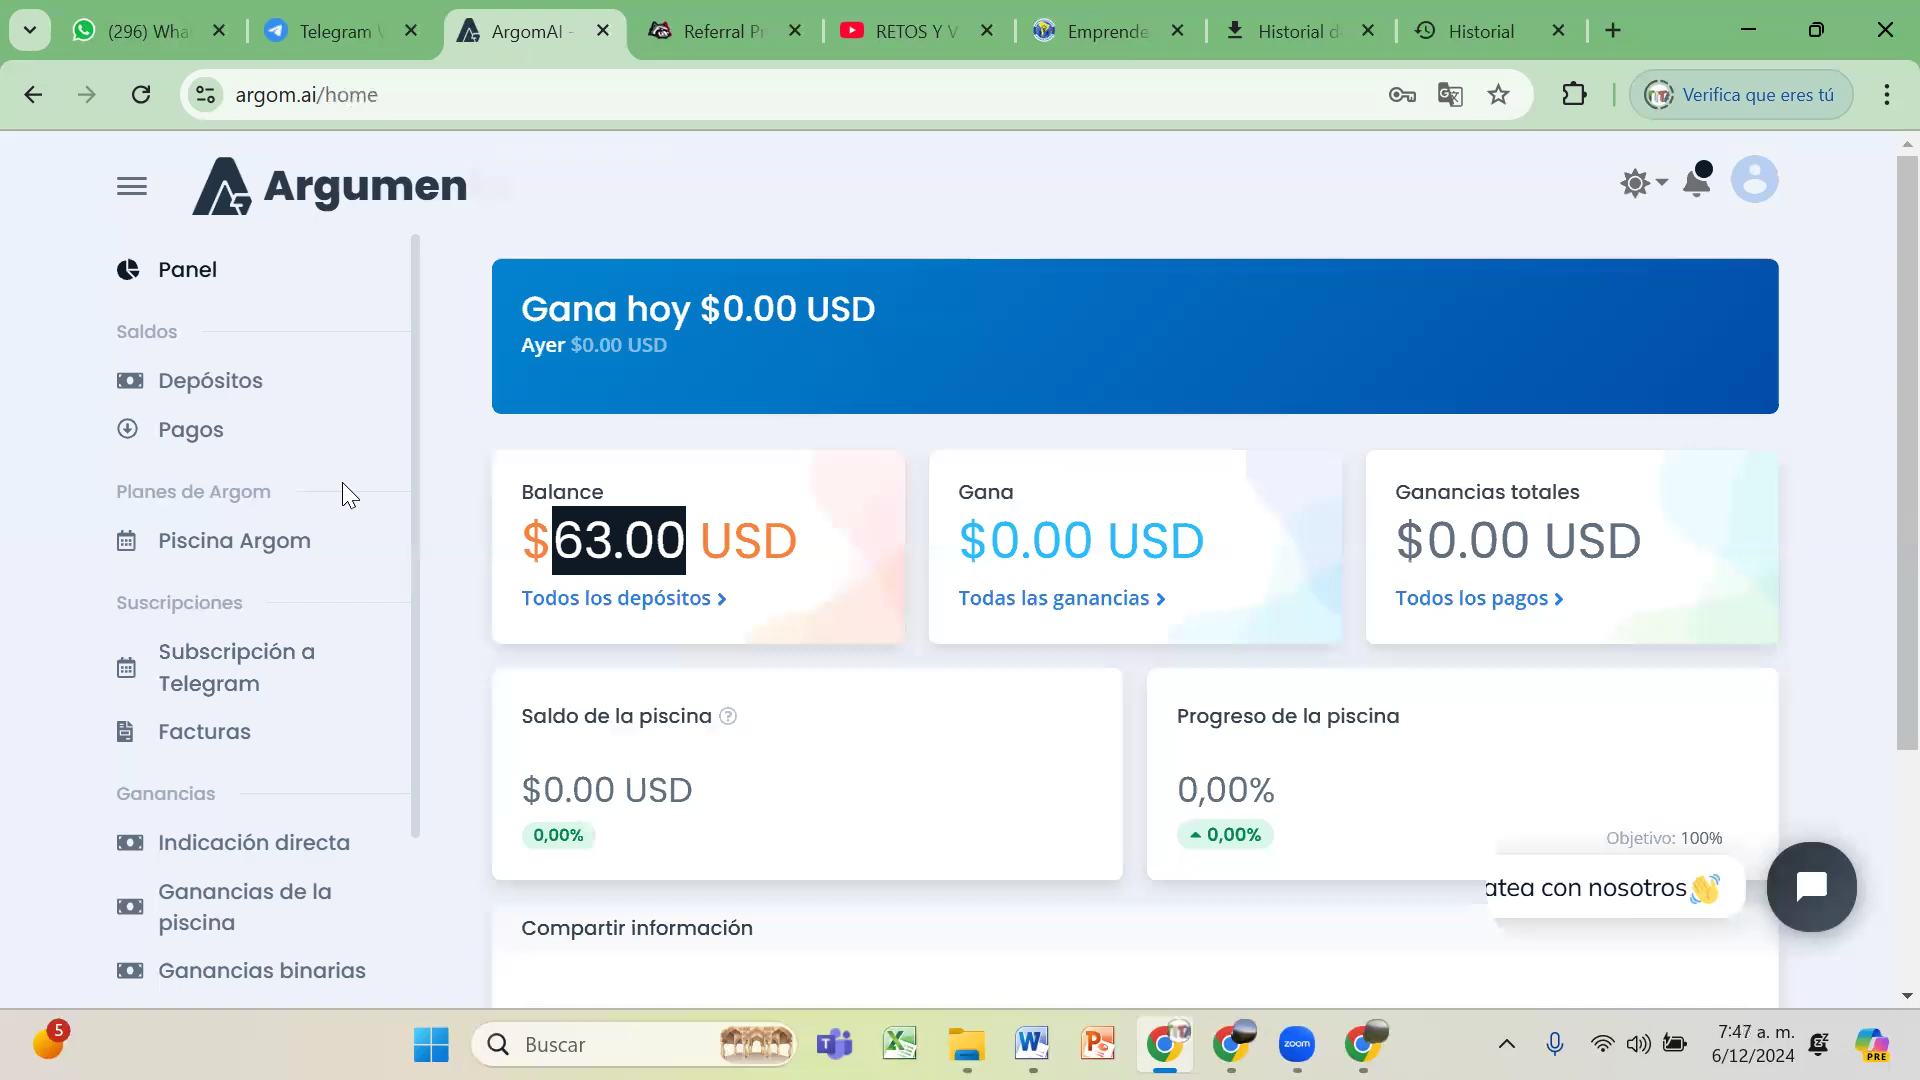 (296) Wha
Telegram
ArgomAI -
Referral P
RETOS Y V
Emprende
Historial d
Historial
argom.ai/home
Verifica que eres tú
Argumen
Panel
Saldos
Depósitos
Pagos
Planes de Argom
Piscina Argom
Suscripciones
Subscripción a
Telegram
Facturas
Ganancias
Indicación directa
Ganancias de la
piscina
Ganancias binarias
Gana hoy $0.00 USD
Ayer $0.00 USD
Balance
$63.00 USD
Todos los depósitos
Gana
$0.00 USD
Todas las ganancias
Ganancias totales
$0.00 USD
Todos los pagos
Saldo de la piscina ?
$0.00 USD
0,00%
Progreso de la piscina
0,00%
0,00%
Objetivo: 100%
atea con nosotros👋
Compartir información
5
Buscar
zoom
7:47 a. m.
6/12/2024
PRE